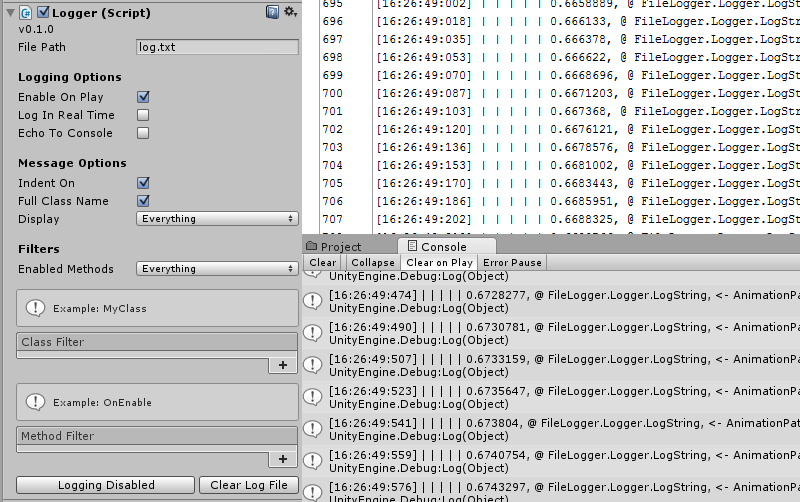 Logger (Script)
v0.1.0
File Path log.txt
Logging Options
Enable On Play
Log In Real Time
Echo To Console
Message Options
Indent On
Full Class Name
Display Everything
Filters
Enabled Methods Everything
Example: MyClass
Class Filter
+
Example: OnEnable
Method Filter
+
Logging Disabled Clear Log File
695 [16:26:49:002] | | | | | 0.6658889, @ FileLogger.Logger.LogStr
696 [16:26:49:018] | | | | | 0.666133, @ FileLogger.Logger.LogStri
697 [16:26:49:035] | | | | | 0.666378, @ FileLogger.Logger.LogStri
698 [16:26:49:053] | | | | | 0.666622, @ FileLogger.Logger.LogStri
699 [16:26:49:070] | | | | | 0.6668696, @ FileLogger.Logger.LogStr
700 [16:26:49:087] | | | | | 0.6671203, @ FileLogger.Logger.LogStr
701 [16:26:49:103] | | | | | 0.667368, @ FileLogger.Logger.LogStri
702 [16:26:49:120] | | | | | 0.6676121, @ FileLogger.Logger.LogStr
703 [16:26:49:136] | | | | | 0.6678576, @ FileLogger.Logger.LogStr
704 [16:26:49:153] | | | | | 0.6681002, @ FileLogger.Logger.LogStr
705 [16:26:49:170] | | | | | 0.6683443, @ FileLogger.Logger.LogStr
706 [16:26:49:186] | | | | | 0.6685951, @ FileLogger.Logger.LogStr
707 [16:26:49:202] | | | | | 0.6688325, @ FileLogger.Logger.LogStr
Project Console
Clear Collapse Clear on Play Error Pause
UnityEngine.Debug:Log(Object)
[16:26:49:474] | | | | | 0.6728277, @ FileLogger.Logger.LogString, <- AnimationPa
UnityEngine.Debug:Log(Object)
[16:26:49:490] | | | | | 0.6730781, @ FileLogger.Logger.LogString, <- AnimationPa
UnityEngine.Debug:Log(Object)
[16:26:49:507] | | | | | 0.6733159, @ FileLogger.Logger.LogString, <- AnimationPa
UnityEngine.Debug:Log(Object)
[16:26:49:523] | | | | | 0.6735647, @ FileLogger.Logger.LogString, <- AnimationPa
UnityEngine.Debug:Log(Object)
[16:26:49:541] | | | | | 0.673804, @ FileLogger.Logger.LogString, <- AnimationPat
UnityEngine.Debug:Log(Object)
[16:26:49:559] | | | | | 0.6740754, @ FileLogger.Logger.LogString, <- AnimationPa
UnityEngine.Debug:Log(Object)
[16:26:49:576] | | | | | 0.6743297, @ FileLogger.Logger.LogString, <- AnimationPa